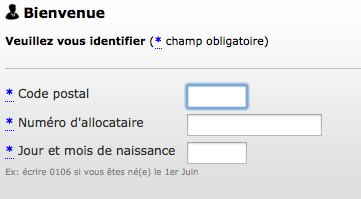 Bienvenue
Veuillez vous identifier (* champ obligatoire)
* Code postal
* Numéro d'allocataire
* Jour et mois de naissance
Ex: écrire 0106 si vous êtes né(e) le 1er Juin